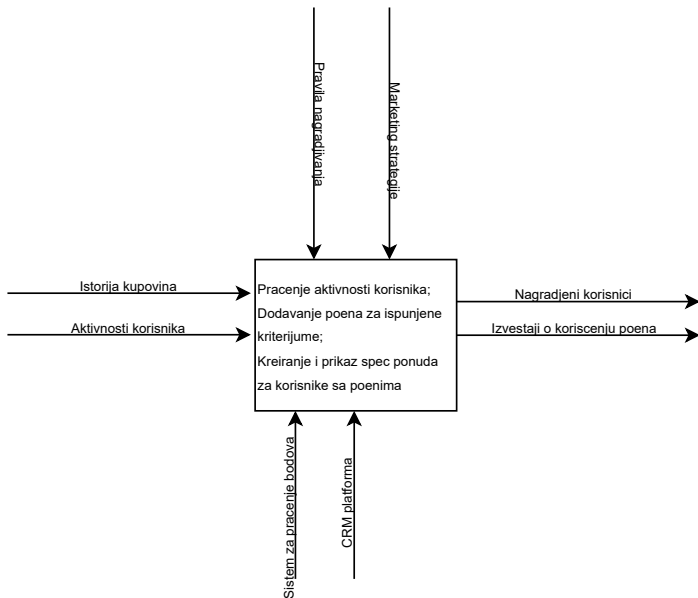 Pravila nagradjivanja
Marketing strategije
Istorija kupovina
Aktivnosti korisnika
Pracenje aktivnosti korisnika;
Dodavanje poena za ispunjene
kriterijume;
Kreiranje i prikaz spec ponuda
za korisnike sa poenima
Nagradjeni korisnici
Izvestaji o koriscenju poena
Sistem za pracenje bodova
CRM platforma